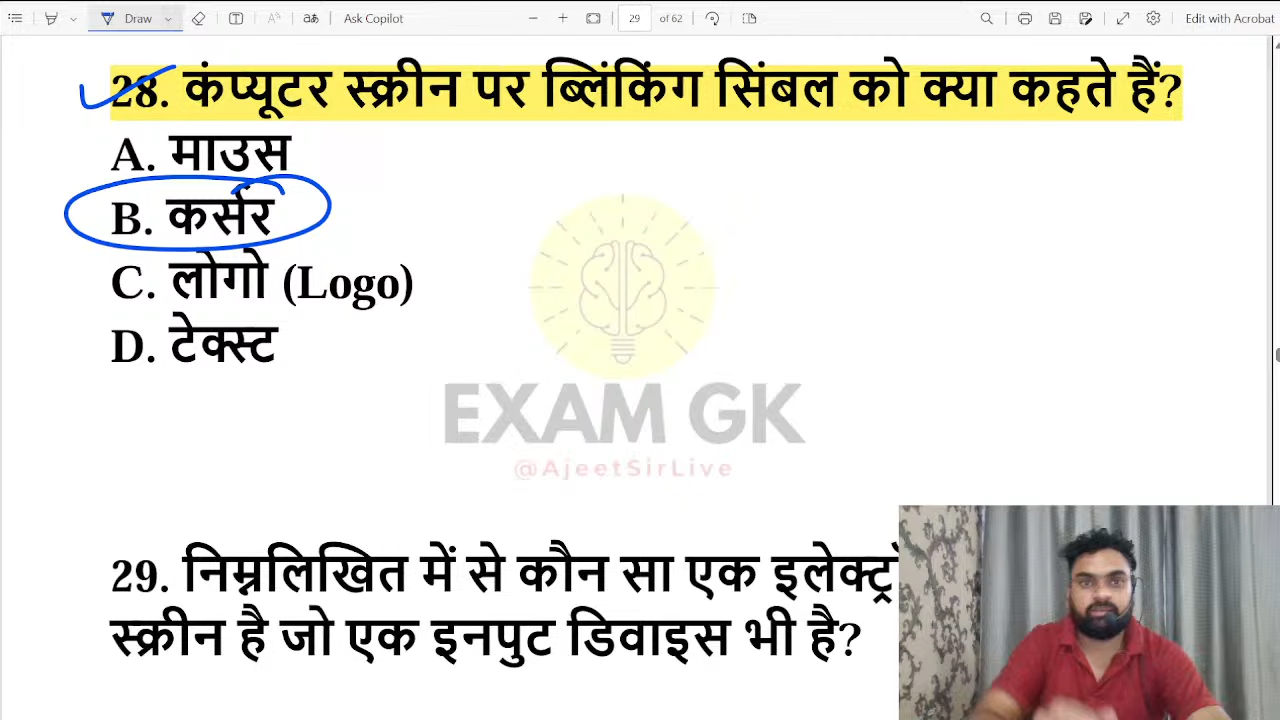 Draw
Ask Copilot
29 of 62
Edit with Acrobat
28. कंप्यूटर स्क्रीन पर ब्लिंकिंग सिंबल को क्या कहते हैं?
A. माउस
B. कर्सर
C. लोगो (Logo)
D. टेक्स्ट
EXAM GK
@AjeetSirLive
29. निम्नलिखित में से कौन सा एक
स्क्रीन है जो एक इनपुट डिवाइस भी है?